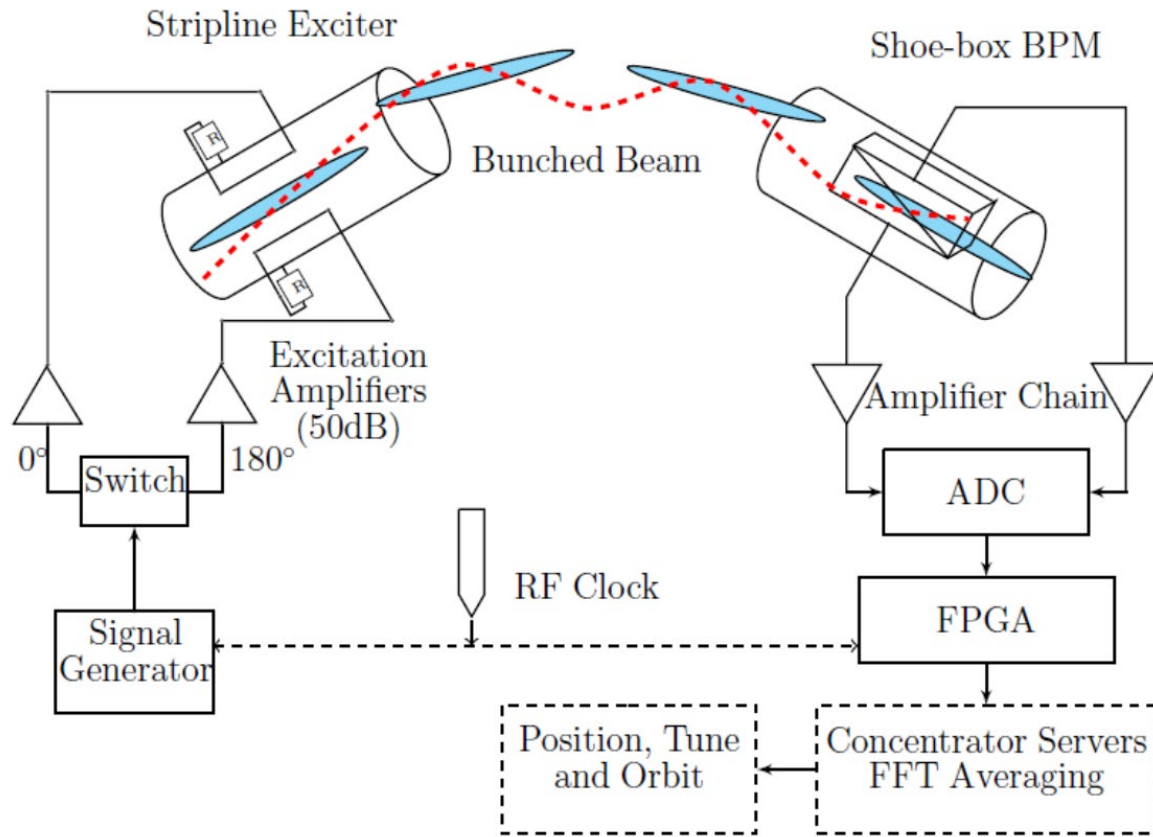 Stripline Exciter
Shoe-box BPM
R
Bunched Beam
R
Excitation
Amplifiers
(50dB)
Amplifier Chain
0°
180°
Switch
ADC
RF Clock
Signal
Generator
FPGA
Position, Tune
and Orbit
Concentrator Servers
FFT Averaging